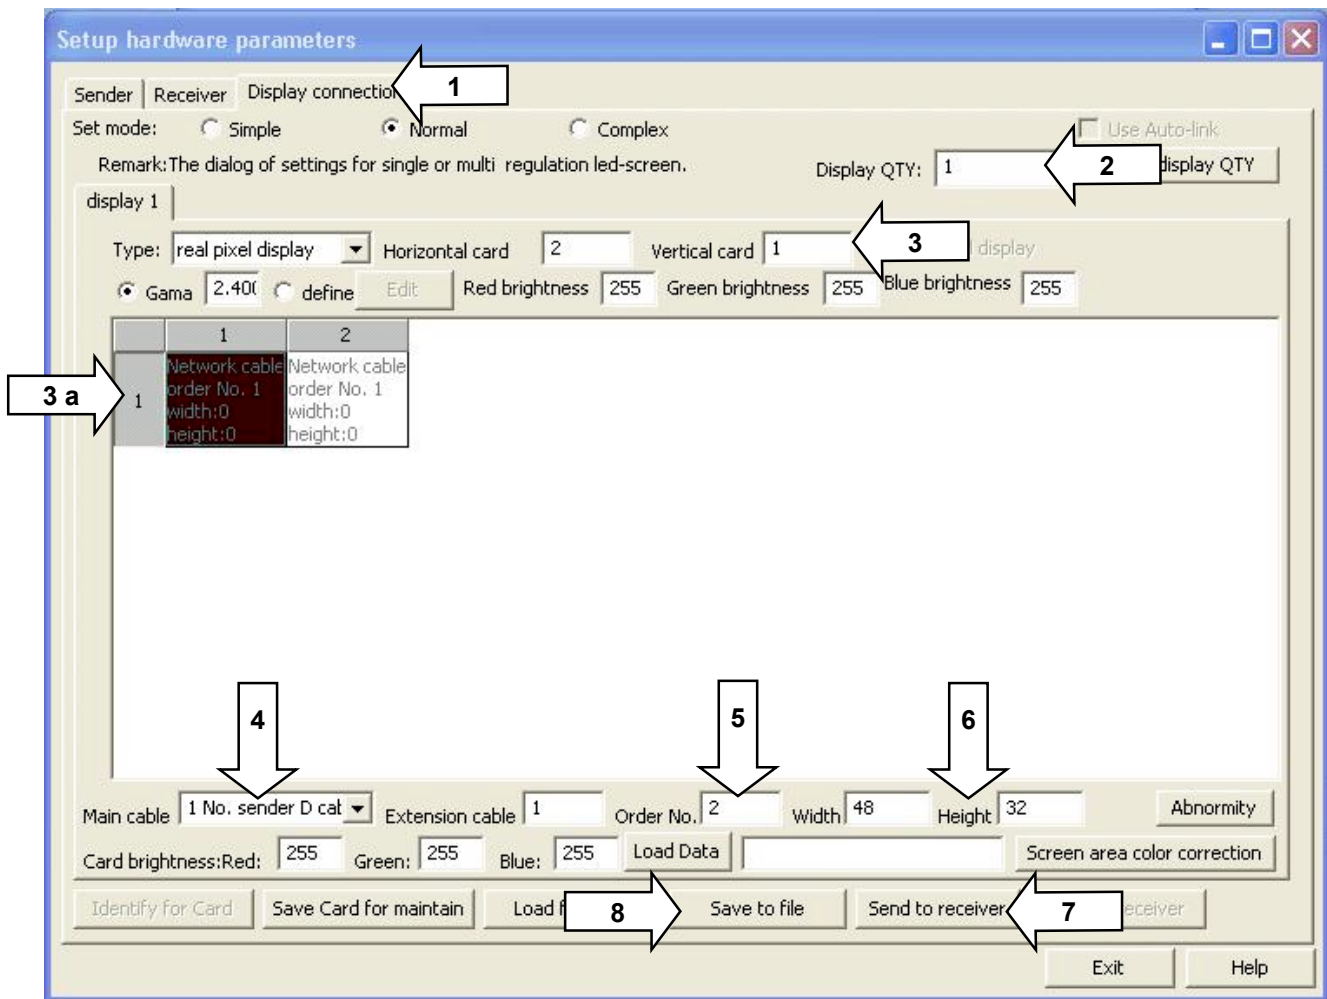 Setup hardware parameters
Sender Receiver Display connection 1
Set mode: Simple Normal Complex Use Auto-link
Remark:The dialog of settings for single or multi regulation led-screen. Display QTY: 1 2 display QTY
display 1
Type: real pixel display Horizontal card 2 Vertical card 1 3 display
Gama 2.400 define Edit Red brightness 255 Green brightness 255 Blue brightness 255
1 2
3 a 1
Network cable order No. 1 width:0 height:0
Network cable order No. 1 width:0 height:0
4 5 6
Main cable 1 No. sender D cab Extension cable 1 Order No. 2 Width 48 Height 32 Abnormity
Card brightness:Red: 255 Green: 255 Blue: 255 Load Data Screen area color correction
Identify for Card Save Card for maintain Load 8 Save to file Send to receiver 7
Exit Help